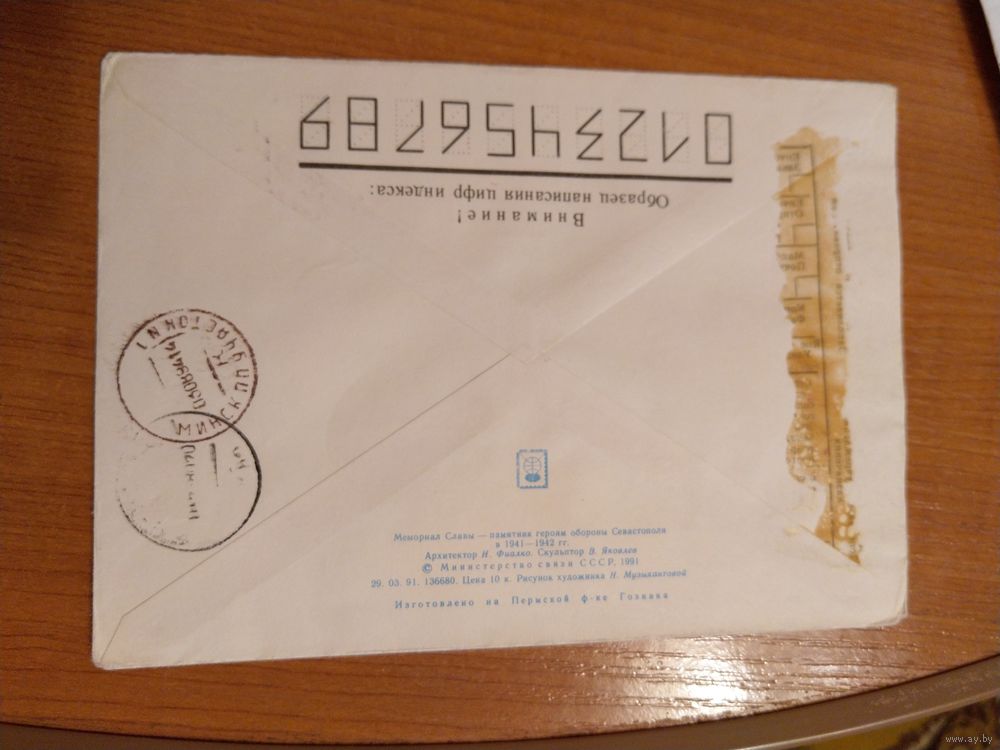 0123456789
Образец написания цифр индекса:
Внимание!
Мемориал Славы — памятник героям обороны Севастополя
в 1941—1942 гг.
Архитектор И. Фиалко. Скульптор В. Яковлев
© Министерство связи СССР, 1991
29. 03. 91. 136680. Цена 10 к. Рисунок художника Н. Музыкантовой
Изготовлено на Пермской ф-ке Гознака
МИНСК
www.ay.by